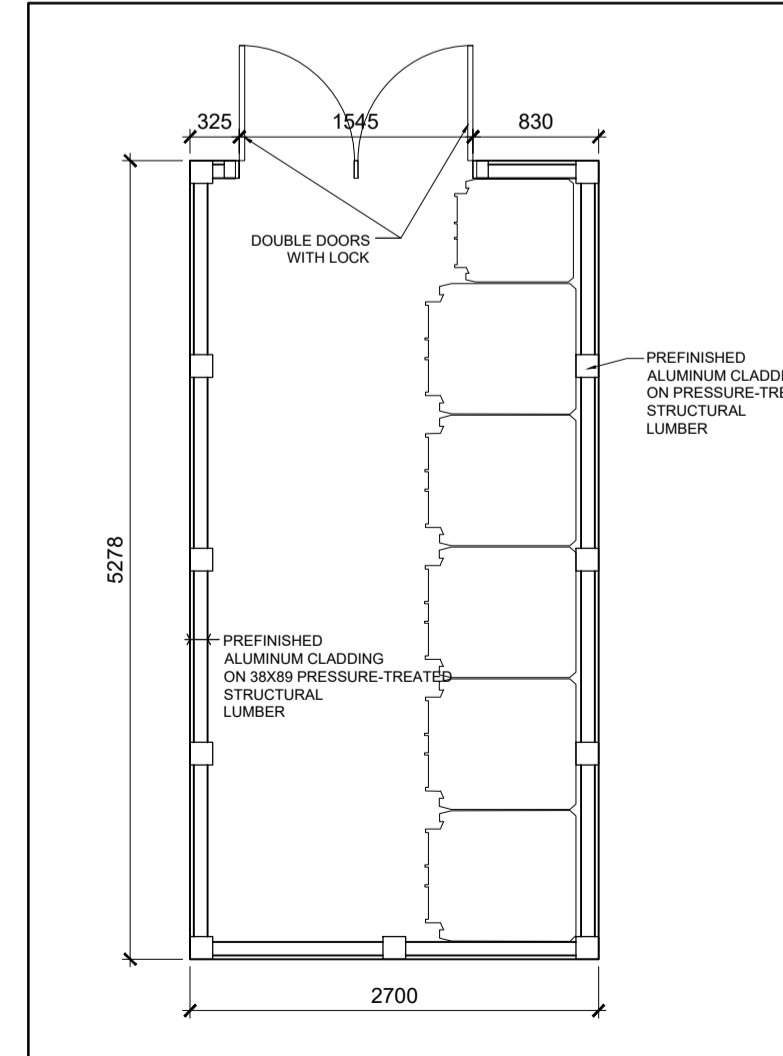 325
1545
830
DOUBLE DOORS
WITH LOCK
PREFINISHED
ALUMINUM CLADDI
ON PRESSURE-TRE
STRUCTURAL
LUMBER
5278
PREFINISHED
ALUMINUM CLADDING
ON 38X89 PRESSURE-TREATED
STRUCTURAL
LUMBER
2700